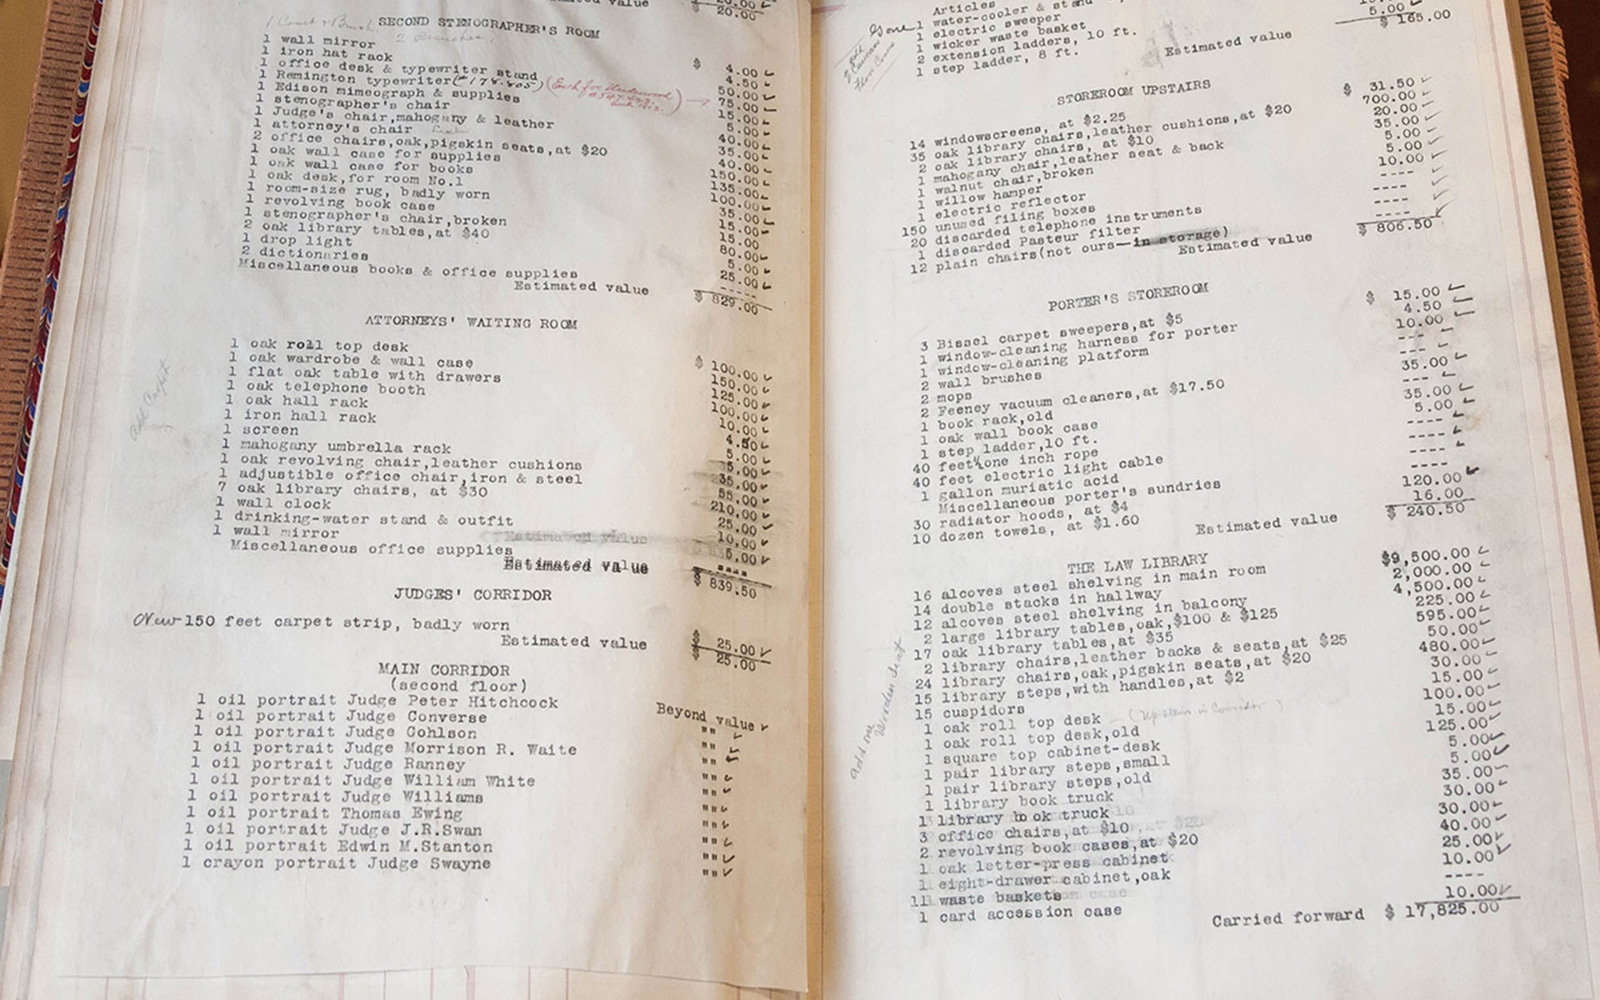 Estimated value
20.00
$ 20.00
SECOND STENOGRAPHER'S ROOM
1 wall mirror $ 4.00
1 iron hat rack 4.50
1 office desk & typewriter stand 50.00
1 Remington typewriter 75.00
1 Edison mimeograph & supplies 15.00
1 stenographer's chair 5.00
1 Judge's chair,mahogany & leather 40.00
1 attorney's chair 35.00
2 office chairs,oak,pigskin seats,at $20 40.00
1 oak wall case for supplies 150.00
1 oak wall case for books 135.00
1 oak desk,for room No.1 100.00
1 room-size rug, badly worn 35.00
1 revolving book case 15.00
1 stenographer's chair,broken 15.00
2 oak library tables,at $40 80.00
1 drop light 5.00
2 dictionaries 25.00
Miscellaneous books & office supplies -----
Estimated value $ 829.00
ATTORNEYS' WAITING ROOM
1 oak roll top desk $ 100.00
1 oak wardrobe & wall case 150.00
1 flat oak table with drawers 125.00
1 oak telephone booth 100.00
1 oak hall rack 10.00
1 iron hall rack 4.50
1 screen 5.00
1 mahogany umbrella rack 5.00
1 oak revolving chair,leather cushions 35.00
1 adjustible office chair,iron & steel 55.00
7 oak library chairs, at $30 210.00
1 wall clock 25.00
1 drinking-water stand & outfit 10.00
1 wall mirror 5.00
Miscellaneous office supplies ----
Estimated value $ 839.50
JUDGES' CORRIDOR
New 150 feet carpet strip, badly worn $ 25.00
Estimated value $ 25.00
MAIN CORRIDOR
(second floor)
1 oil portrait Judge Peter Hitchcock Beyond value
1 oil portrait Judge Converse "" 
1 oil portrait Judge Gohlson ""
1 oil portrait Judge Morrison R. Waite ""
1 oil portrait Judge Ranney ""
1 oil portrait Judge William White ""
1 oil portrait Judge Williams ""
1 oil portrait Thomas Ewing ""
1 oil portrait Judge J.R.Swan ""
1 oil portrait Edwin M.Stanton ""
1 crayon portrait Judge Swayne ""
Articles
1 water-cooler & stand
1 electric sweeper
1 wicker waste basket 5.00
2 extension ladders, 10 ft. $ 165.00
1 step ladder, 8 ft. Estimated value
STOREROOM UPSTAIRS
14 windowscreens, at $2.25 $ 31.50
35 oak library chairs,leather cushions,at $20 700.00
2 oak library chairs, at $10 20.00
1 mahogany chair,leather seat & back 35.00
1 walnut chair,broken 5.00
1 willow hamper 5.00
1 electric reflector 10.00
150 unused filing boxes ----
20 discarded telephone instruments ----
1 discarded Pasteur filter ----
12 plain chairs(not ours—in storage)
Estimated value $ 806.50
PORTER'S STOREROOM
3 Bissel carpet sweepers,at $5 $ 15.00
1 window-cleaning harness for porter 4.50
1 window-cleaning platform 10.00
2 wall brushes ---
2 mops ---
2 Feeney vacuum cleaners,at $17.50 35.00
1 book rack,old ---
1 oak wall book case 35.00
1 step ladder,10 ft. 5.00
40 feet one inch rope ----
40 feet electric light cable ----
1 gallon muriatic acid
Miscellaneous porter's sundries ----
30 radiator hoods, at $4 120.00
10 dozen towels, at $1.60 16.00
Estimated value $ 240.50
THE LAW LIBRARY
16 alcoves steel shelving in main room $9,500.00
14 double stacks in hallway 2,000.00
12 alcoves steel shelving in balcony 4,500.00
2 large library tables,oak,$100 & $125 225.00
17 oak library tables,at $35 595.00
2 library chairs,leather backs & seats,at $25 50.00
24 library chairs,oak,pigskin seats,at $20 480.00
15 library steps,with handles,at $2 30.00
15 cuspidors 15.00
1 oak roll top desk (Upstairs in Corridor) 100.00
1 oak roll top desk,old 15.00
1 square top cabinet-desk 125.00
1 pair library steps,small 5.00
1 pair library steps,old 5.00
1 library book truck 35.00
1 library book truck 30.00
3 office chairs,at $10 30.00
2 revolving book cases,at $20 40.00
1 oak letter-press cabinet 25.00
1 eight-drawer cabinet,oak 10.00
11 waste baskets ----
1 card accession case 10.00
Carried forward $ 17,825.00
add one
Wooden seat
add Carpet